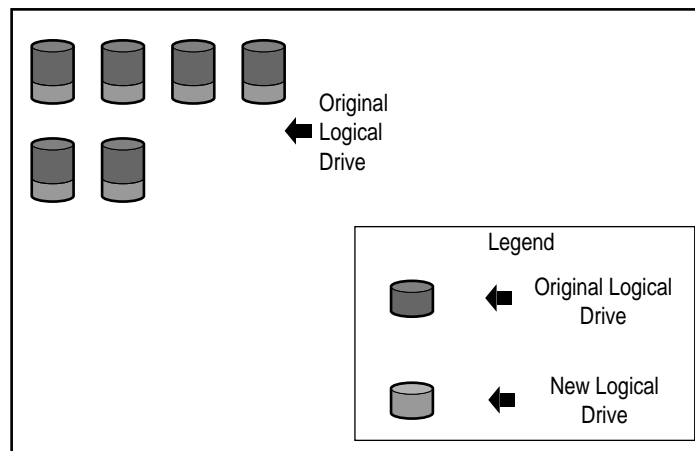 Original
Logical
Drive
Legend
Original Logical
Drive
New Logical
Drive